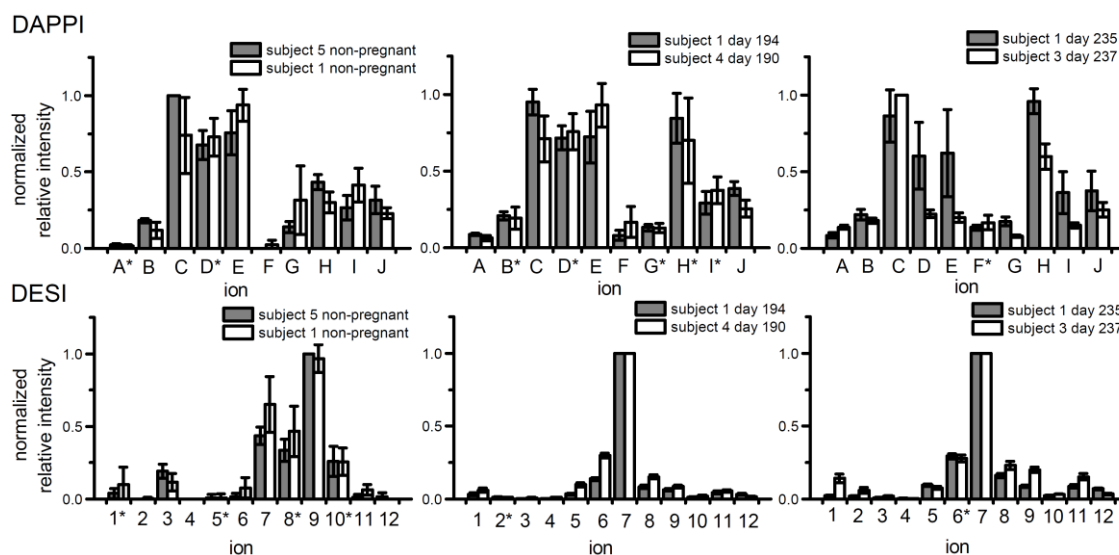 DAPPI
subject 5 non-pregnant
subject 1 non-pregnant
normalized
relative intensity
1.0
0.5
0.0
A* B C D* E F G H I J
ion
subject 1 day 194
subject 4 day 190
1.0
0.5
0.0
A B* C D* E F G* H* I* J
ion
subject 1 day 235
subject 3 day 237
1.0
0.5
0.0
A B C D E F* G H I J
ion
DESI
subject 5 non-pregnant
subject 1 non-pregnant
normalized
relative intensity
1.0
0.5
0.0
1* 2 3 4 5* 6 7 8* 9 10* 11 12
ion
subject 1 day 194
subject 4 day 190
1.0
0.5
0.0
1 2* 3 4 5 6 7 8 9 10 11 12
ion
subject 1 day 235
subject 3 day 237
1.0
0.5
0.0
1 2 3 4 5 6* 7 8 9 10 11 12
ion